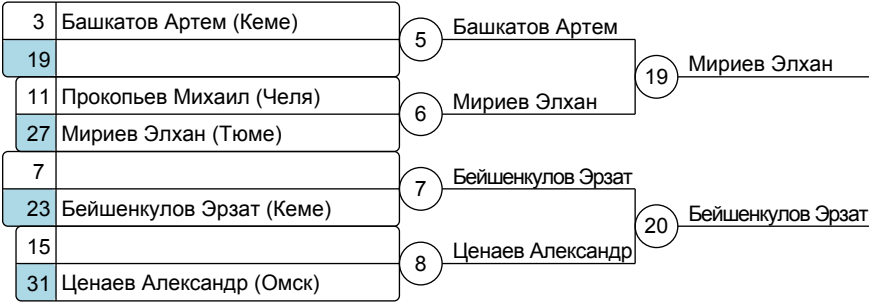 3 Башкатов Артем (Кеме)
19
11 Прокопьев Михаил (Челя)
27 Мириев Элхан (Тюме)
7
23 Бейшенкулов Эрзат (Кеме)
15
31 Ценаев Александр (Омск)
5 Башкатов Артем
6 Мириев Элхан
7 Бейшенкулов Эрзат
8 Ценаев Александр
19 Мириев Элхан
20 Бейшенкулов Эрзат